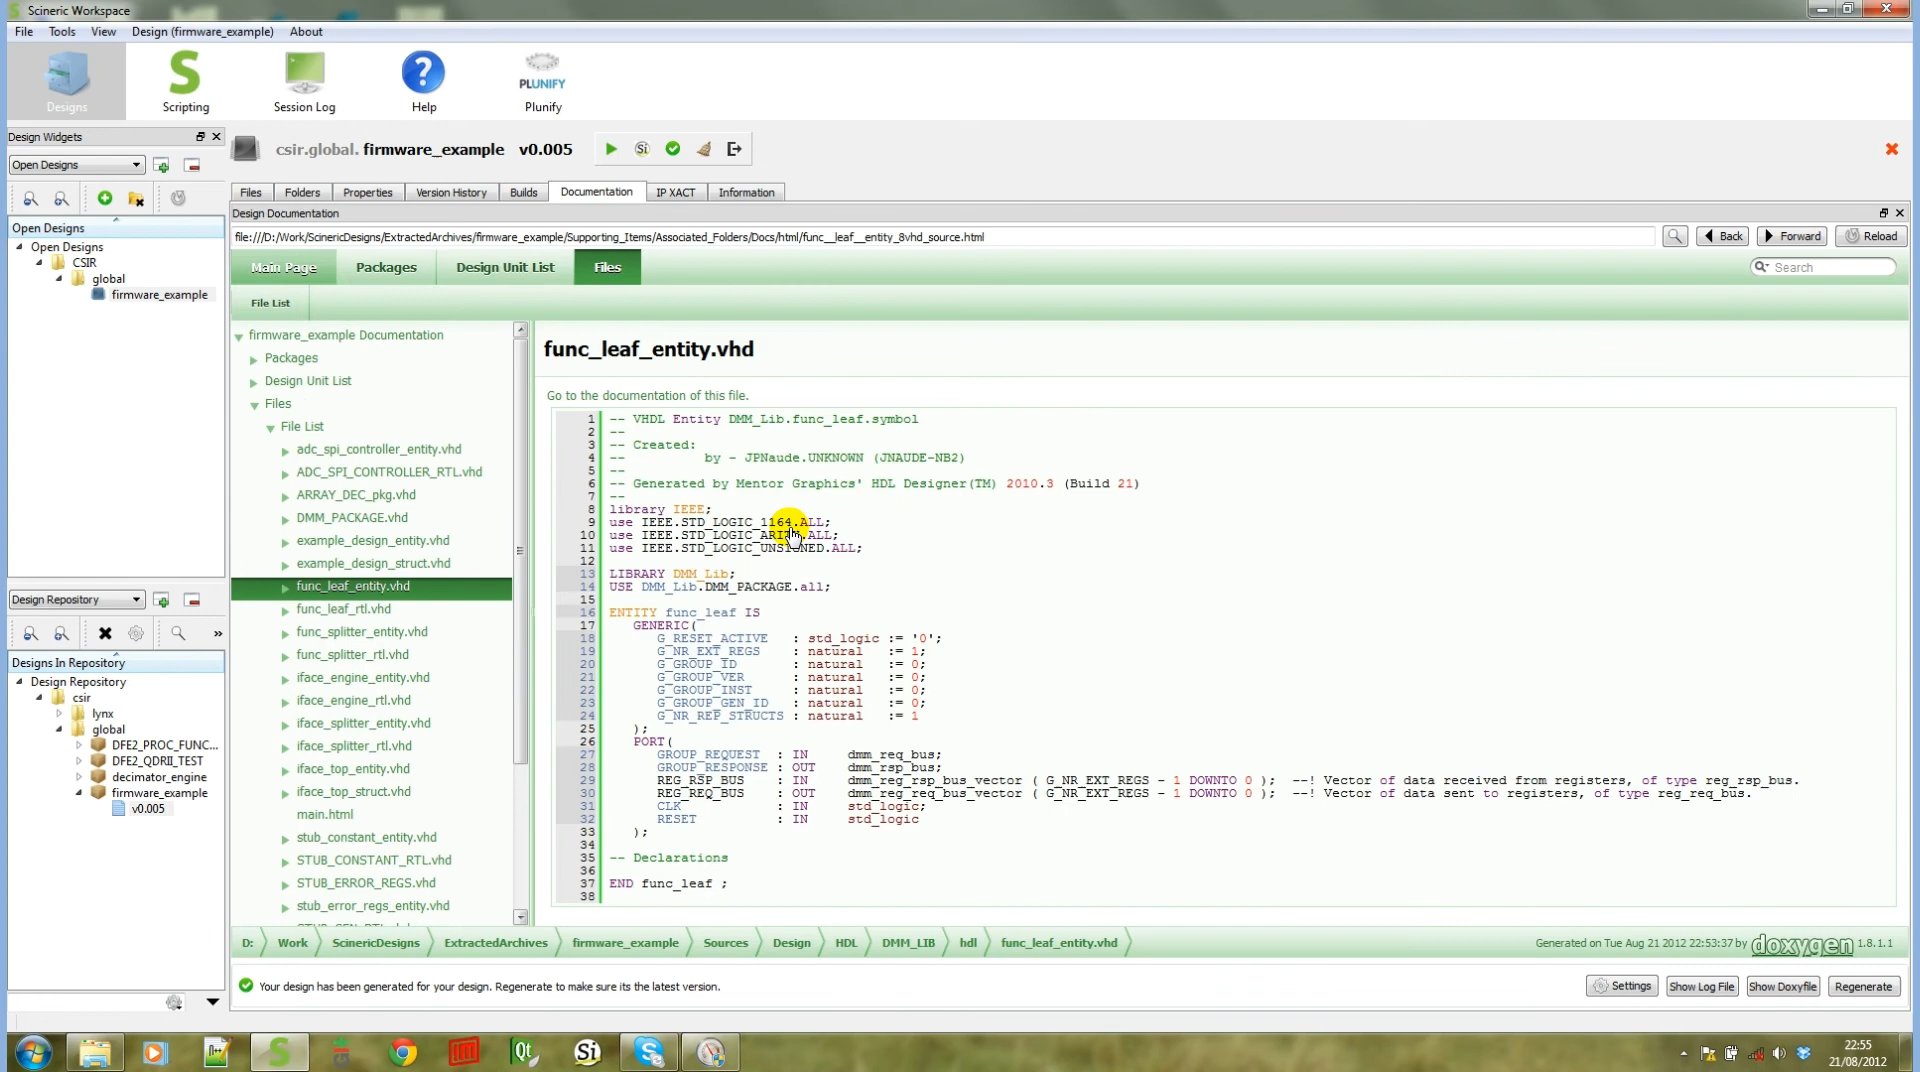 Scineric Workspace
File Tools View Design (firmware_example) About
Designs Scripting Session Log Help PLUNIFY Plunify
Design Widgets
Open Designs
csir.global. firmware_example v0.005
Files Folders Properties Version History Builds Documentation IP XACT Information
Design Documentation
file:///D:/Work/ScinericDesigns/ExtractedArchives/firmware_example/Supporting_Items/Associated_Folders/Docs/html/func__leaf__entity_8vhd_source.html
Back Forward Reload
Main Page Packages Design Unit List Files
Search
File List
Open Designs
Open Designs
CSIR
global
firmware_example
Design Repository
»
Designs In Repository
Design Repository
csir
lynx
global
DFE2_PROC_FUNC...
DFE2_QDRII_TEST
decimator_engine
firmware_example
v0.005
firmware_example Documentation
Packages
Design Unit List
Files
File List
adc_spi_controller_entity.vhd
ADC_SPI_CONTROLLER_RTL.vhd
ARRAY_DEC_pkg.vhd
DMM_PACKAGE.vhd
example_design_entity.vhd
example_design_struct.vhd
func_leaf_entity.vhd
func_leaf_rtl.vhd
func_splitter_entity.vhd
func_splitter_rtl.vhd
iface_engine_entity.vhd
iface_engine_rtl.vhd
iface_splitter_entity.vhd
iface_splitter_rtl.vhd
iface_top_entity.vhd
iface_top_struct.vhd
main.html
stub_constant_entity.vhd
STUB_CONSTANT_RTL.vhd
STUB_ERROR_REGS.vhd
stub_error_regs_entity.vhd
func_leaf_entity.vhd
Go to the documentation of this file.
1 -- VHDL Entity DMM_Lib.func_leaf.symbol
2 --
3 -- Created:
4 -- by - JPNaude.UNKNOWN (JNAUDE-NB2)
5 --
6 -- Generated by Mentor Graphics' HDL Designer(TM) 2010.3 (Build 21)
7 --
8 library IEEE;
9 use IEEE.STD_LOGIC_1164.ALL;
10 use IEEE.STD_LOGIC_ARITH.ALL;
11 use IEEE.STD_LOGIC_UNSIGNED.ALL;
12
13 LIBRARY DMM_Lib;
14 USE DMM_Lib.DMM_PACKAGE.all;
15
16 ENTITY func_leaf IS
17 GENERIC(
18 G_RESET_ACTIVE : std_logic := '0';
19 G_NR_EXT_REGS : natural := 1;
20 G_GROUP_ID : natural := 0;
21 G_GROUP_VER : natural := 0;
22 G_GROUP_INST : natural := 0;
23 G_GROUP_GEN_ID : natural := 0;
24 G_NR_REP_STRUCTS : natural := 1
25 );
26 PORT(
27 GROUP_REQUEST : IN dmm_req_bus;
28 GROUP_RESPONSE : OUT dmm_rsp_bus;
29 REG_RSP_BUS : IN dmm_reg_rsp_bus_vector ( G_NR_EXT_REGS - 1 DOWNTO 0 ); --! Vector of data received from registers, of type reg_rsp_bus.
30 REG_REQ_BUS : OUT dmm_reg_req_bus_vector ( G_NR_EXT_REGS - 1 DOWNTO 0 ); --! Vector of data sent to registers, of type reg_req_bus.
31 CLK : IN std_logic;
32 RESET : IN std_logic
33 );
34
35 -- Declarations
36
37 END func_leaf ;
38
D: Work ScinericDesigns ExtractedArchives firmware_example Sources Design HDL DMM_LIB hdl func_leaf_entity.vhd
Generated on Tue Aug 21 2012 22:53:37 by doxygen 1.8.1.1
Your design has been generated for your design. Regenerate to make sure its the latest version.
Settings Show Log File Show Doxyfile Regenerate
22:55
21/08/2012